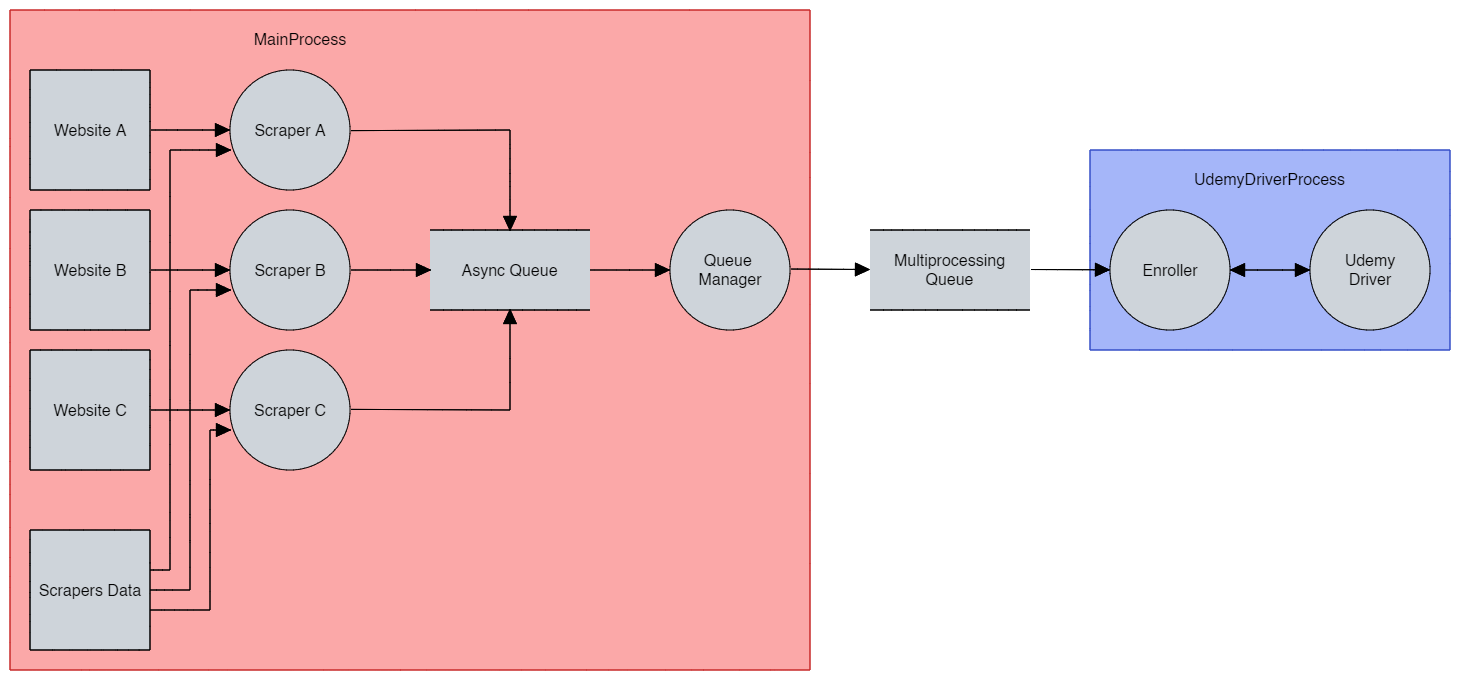 MainProcess
Website A
Scraper A
UdemyDriverProcess
Website B
Scraper B
Async Queue
Queue
Manager
Multiprocessing
Queue
Enroller
Udemy
Driver
Website C
Scraper C
Scrapers Data